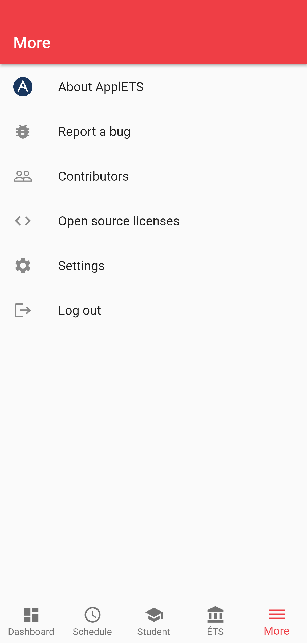 More
About ApplETS
Report a bug
Contributors
Open source licenses
Settings
Log out
Dashboard Schedule Student ÉTS More